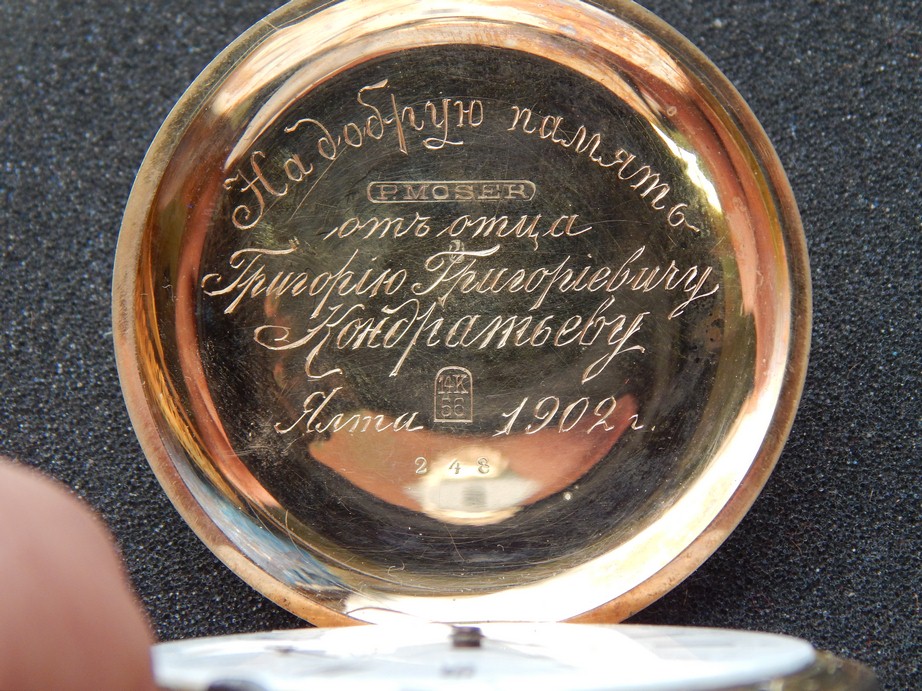 На добрую память
P.MOSER
отъ отца
Григорію Григоріевичу
Кондратьеву
14K
56
Ялта 1902 г.
248